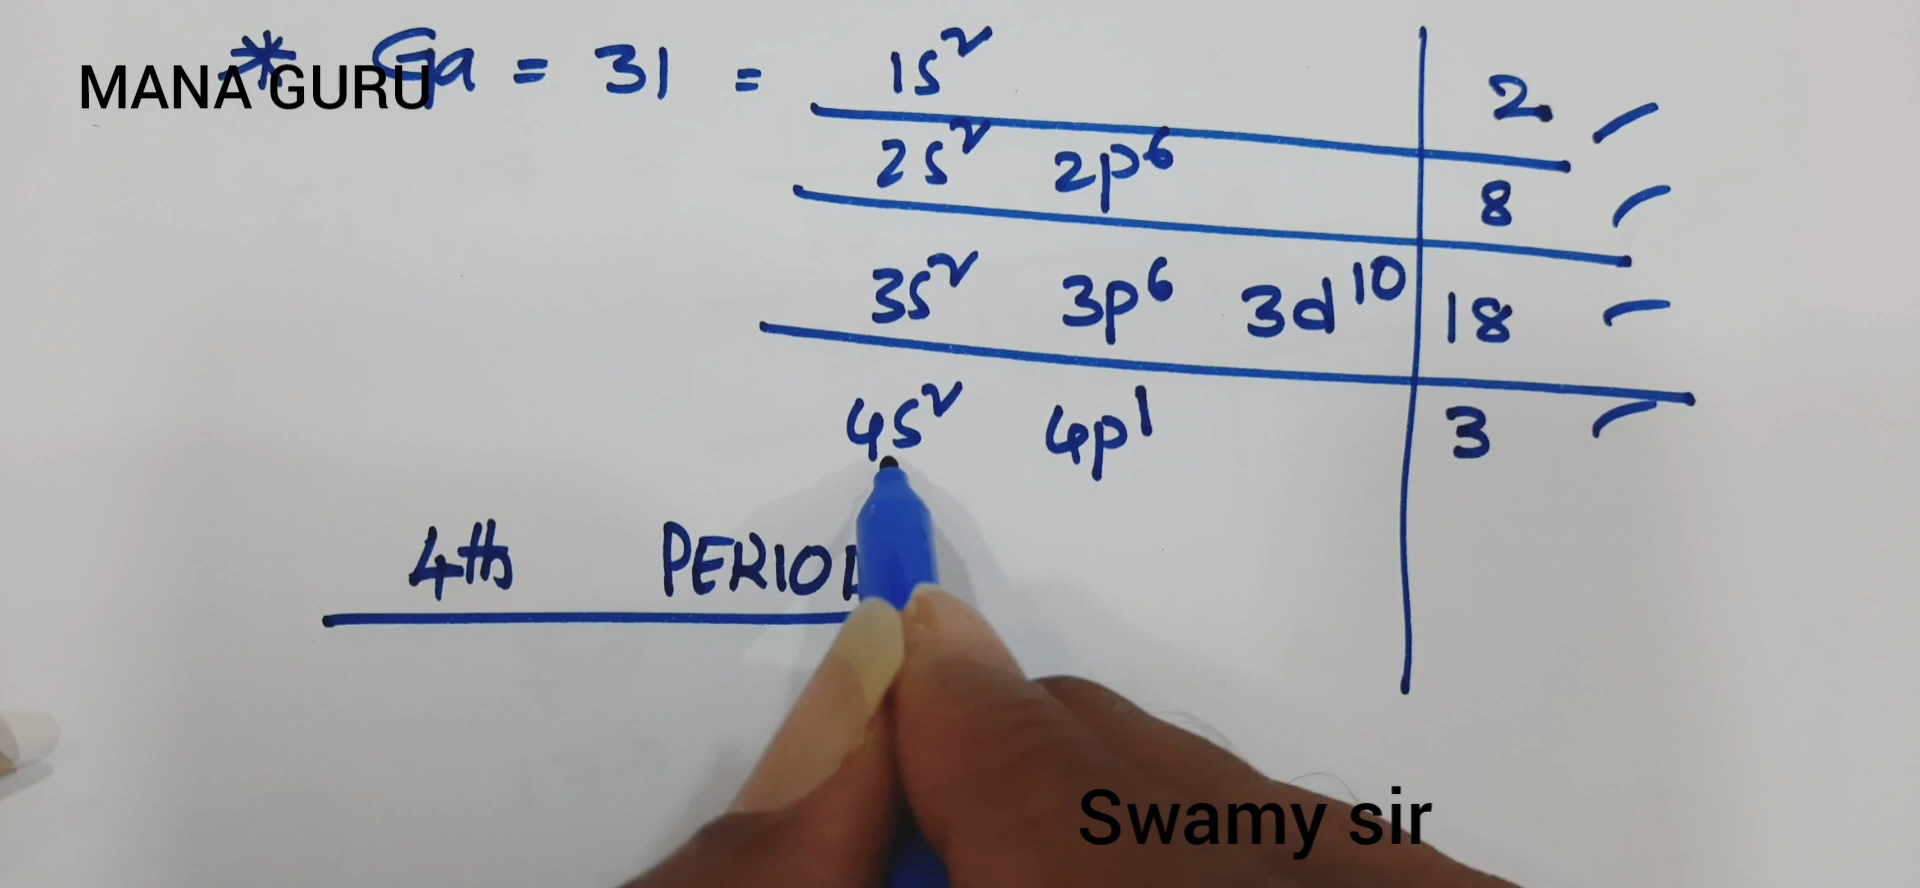 MANA GURU
* Ga = 31 = 1s² 2
2s² 2p⁶ 8
3s² 3p⁶ 3d¹⁰ 18
4s² 4p¹ 3
4th PERIOD
Swamy sir